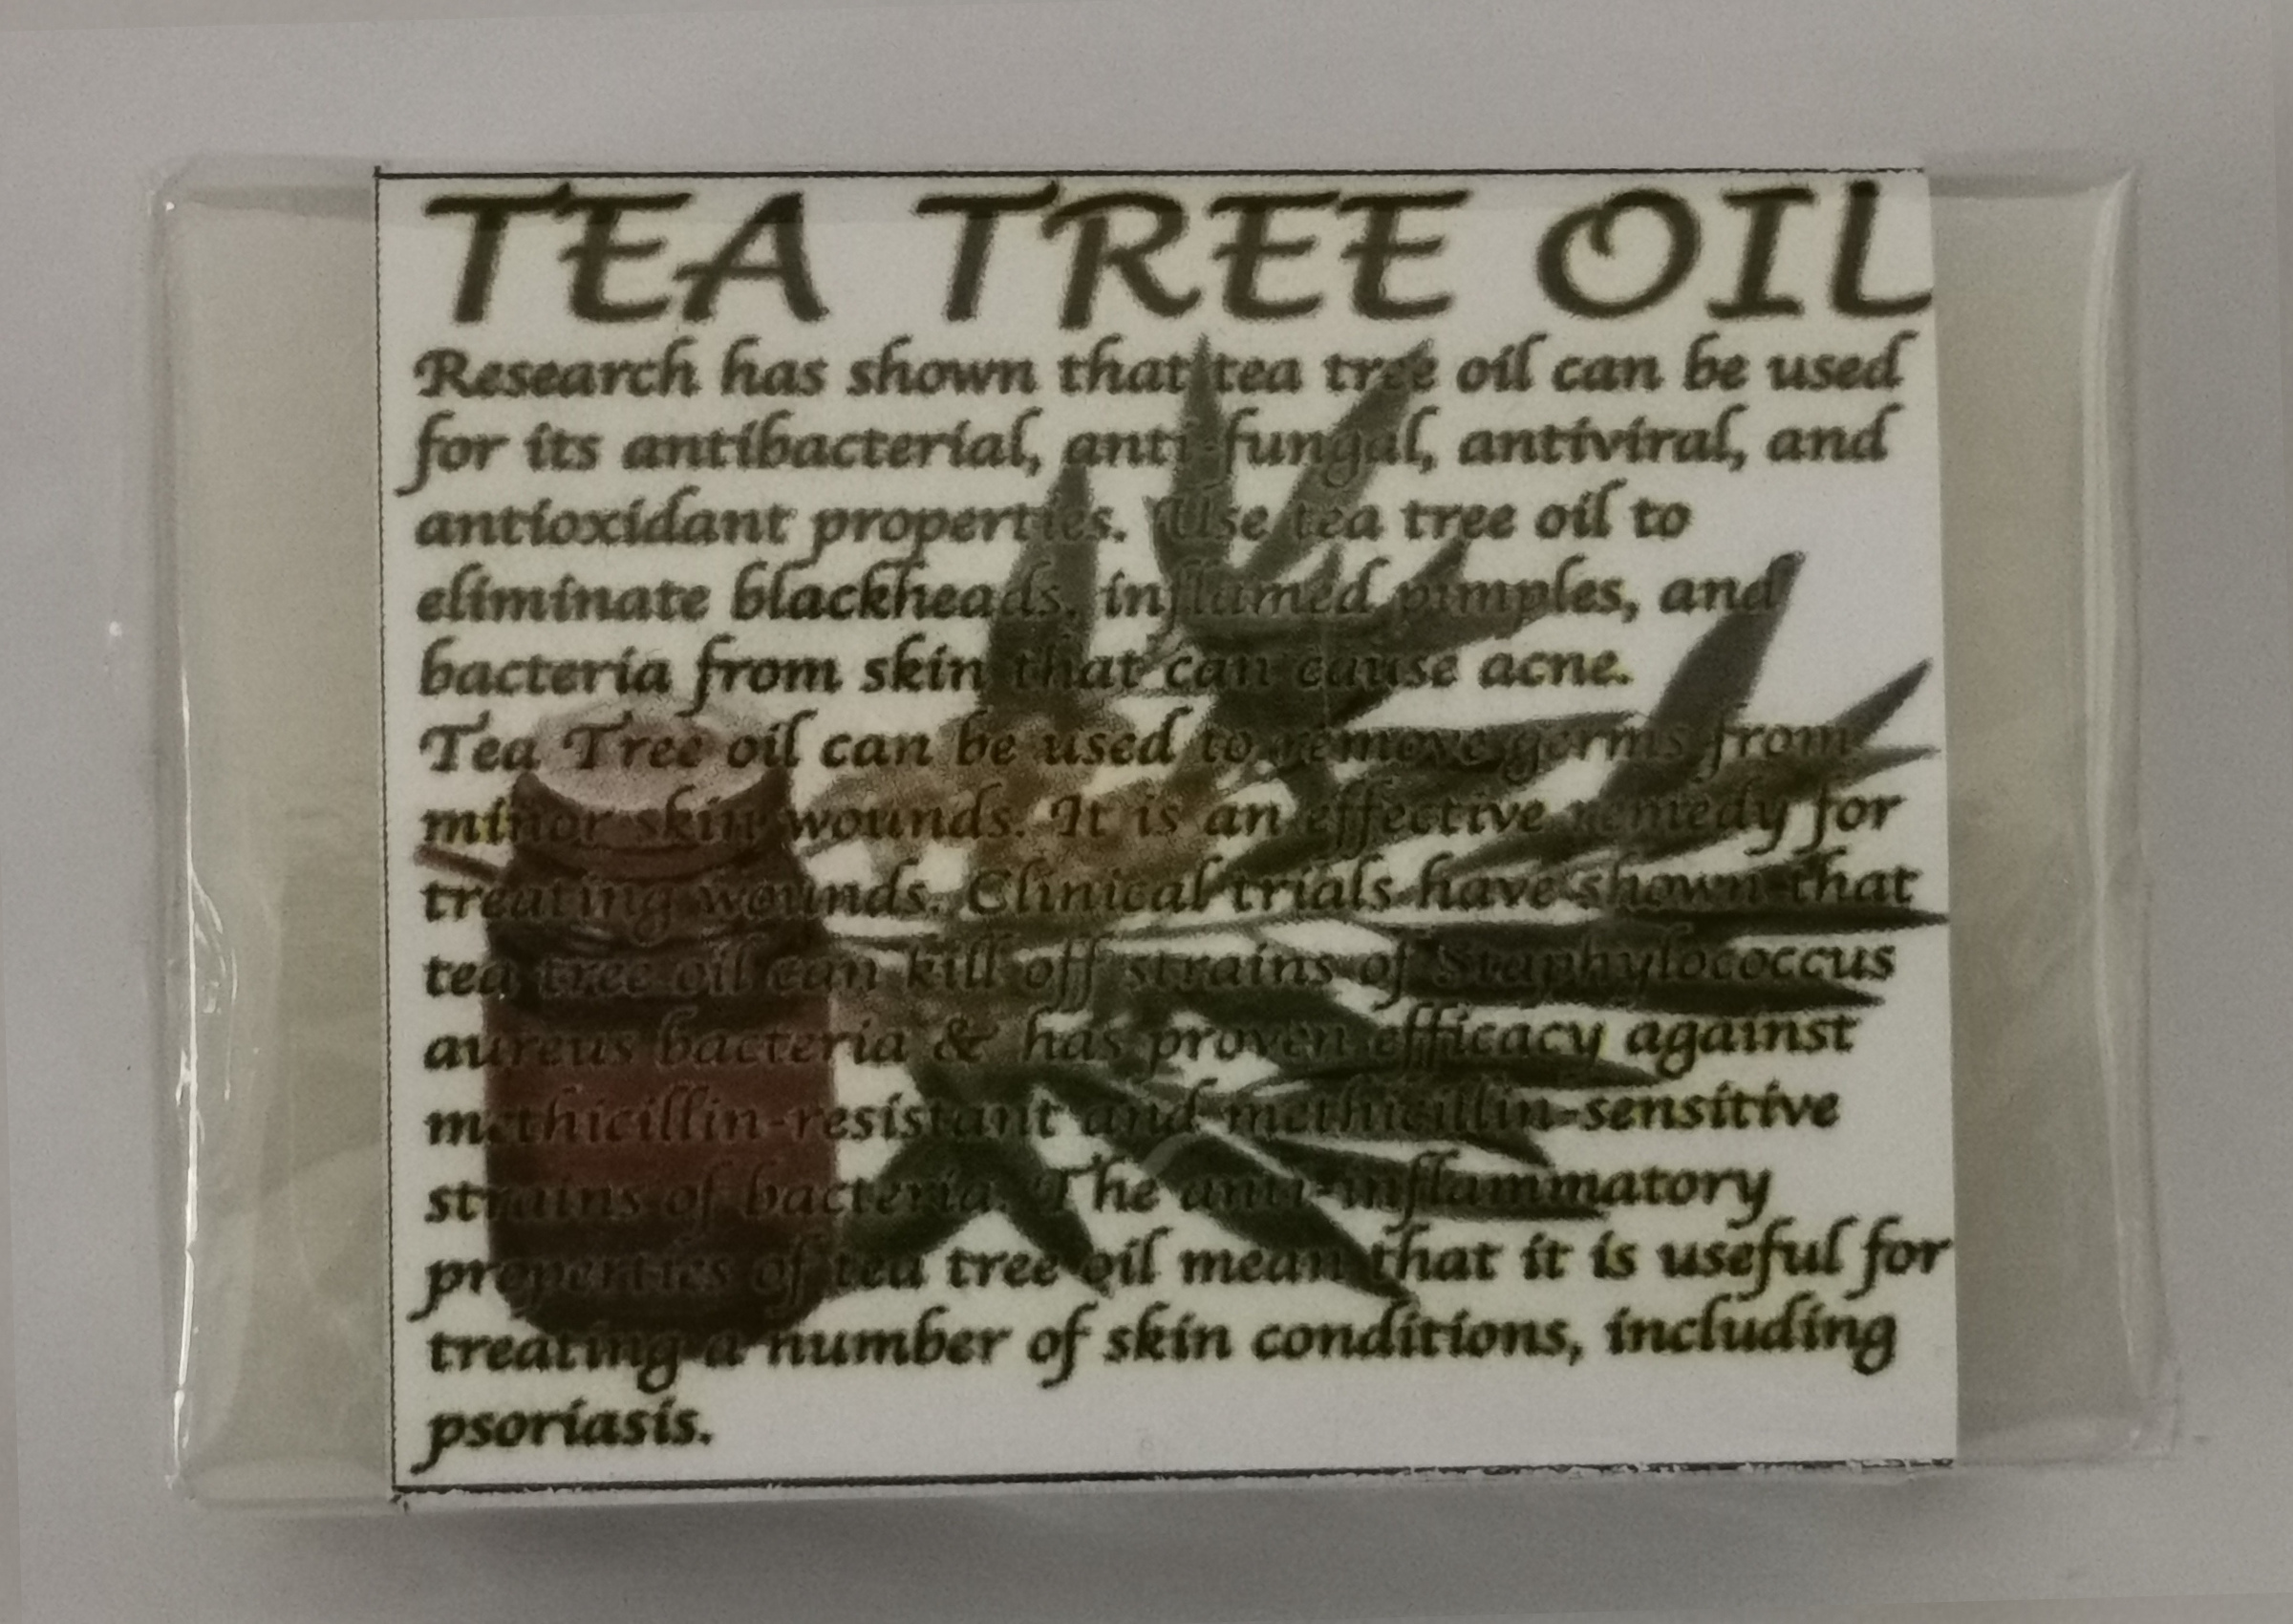 TEA TREE OIL
Research has shown that tea tree oil can be used
for its antibacterial, anti-fungal, antiviral, and
antioxidant properties. Use tea tree oil to
eliminate blackheads, inflamed pimples, and
bacteria from skin that can cause acne.
Tea Tree oil can be used to remove germs from
minor skin wounds. It is an effective remedy for
treating wounds. Clinical trials have shown that
tea tree oil can kill off strains of Staphylococcus
aureus bacteria & has proven efficacy against
methicillin-resistant and methicillin-sensitive
strains of bacteria. The anti-inflammatory
properties of tea tree oil mean that it is useful for
treating a number of skin conditions, including
psoriasis.